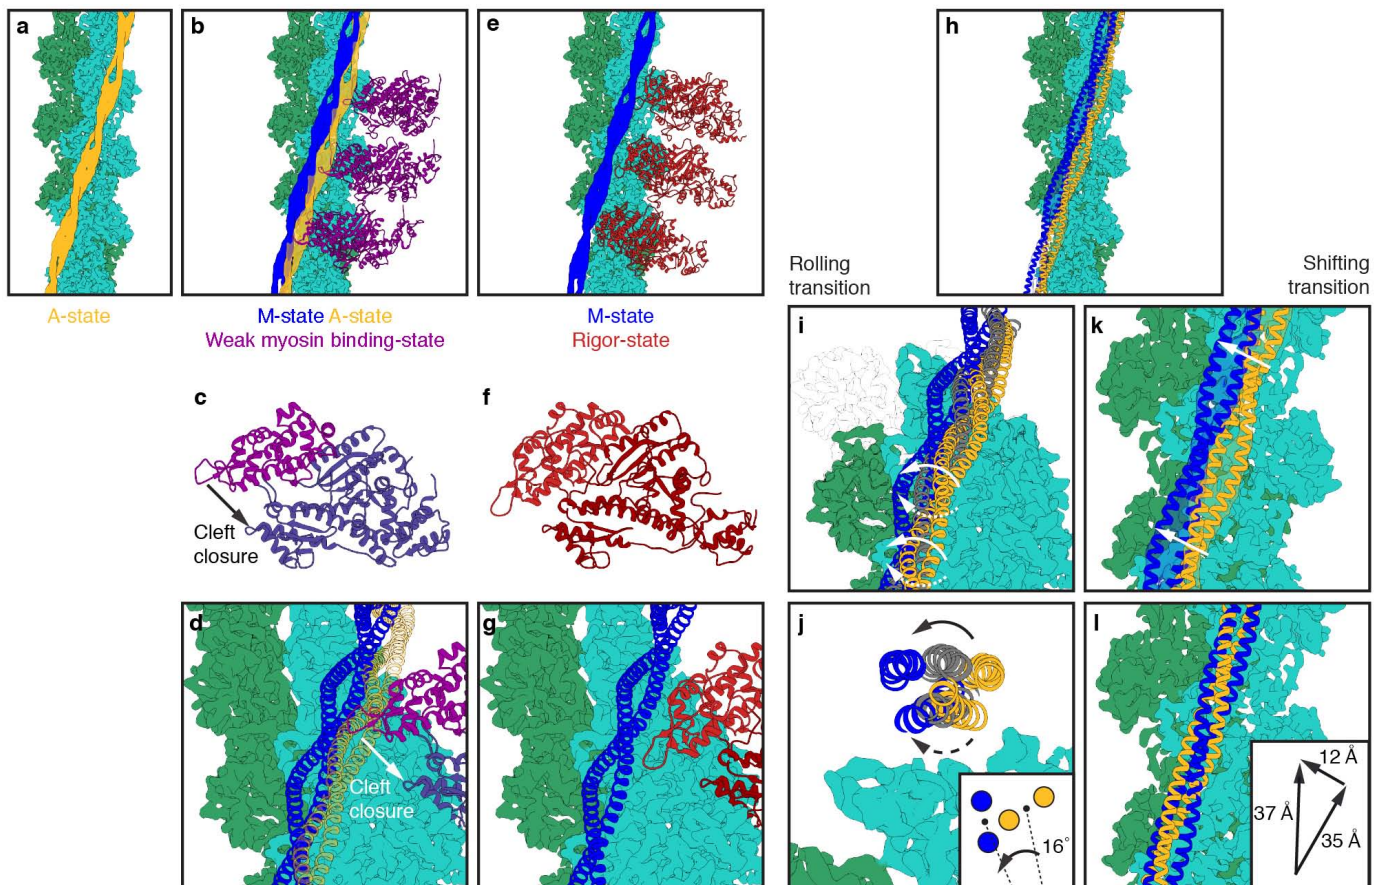 a
b
e
h
A-state
M-state A-state
Weak myosin binding-state
M-state
Rigor-state
Rolling
transition
Shifting
transition
c
Cleft
closure
f
i
k
d
Cleft
closure
g
j
16°
l
12 Å
37 Å
35 Å